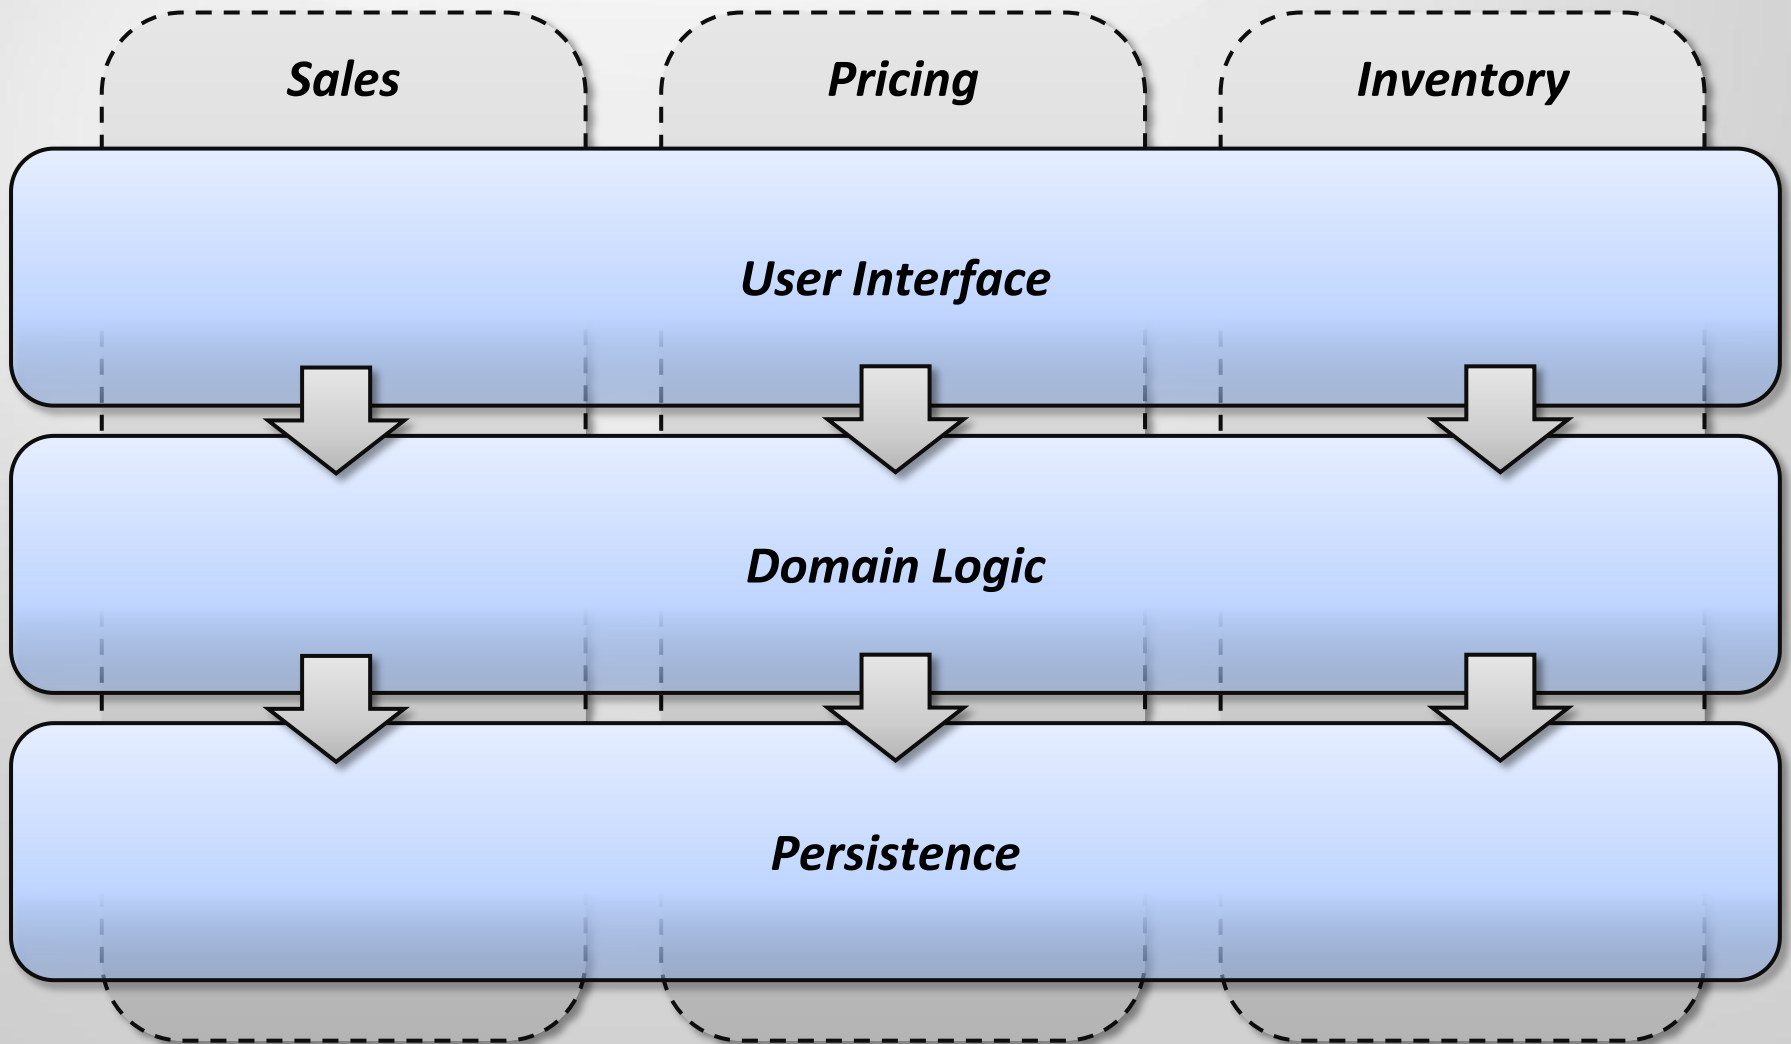 Sales
Pricing
Inventory
User Interface
Domain Logic
Persistence